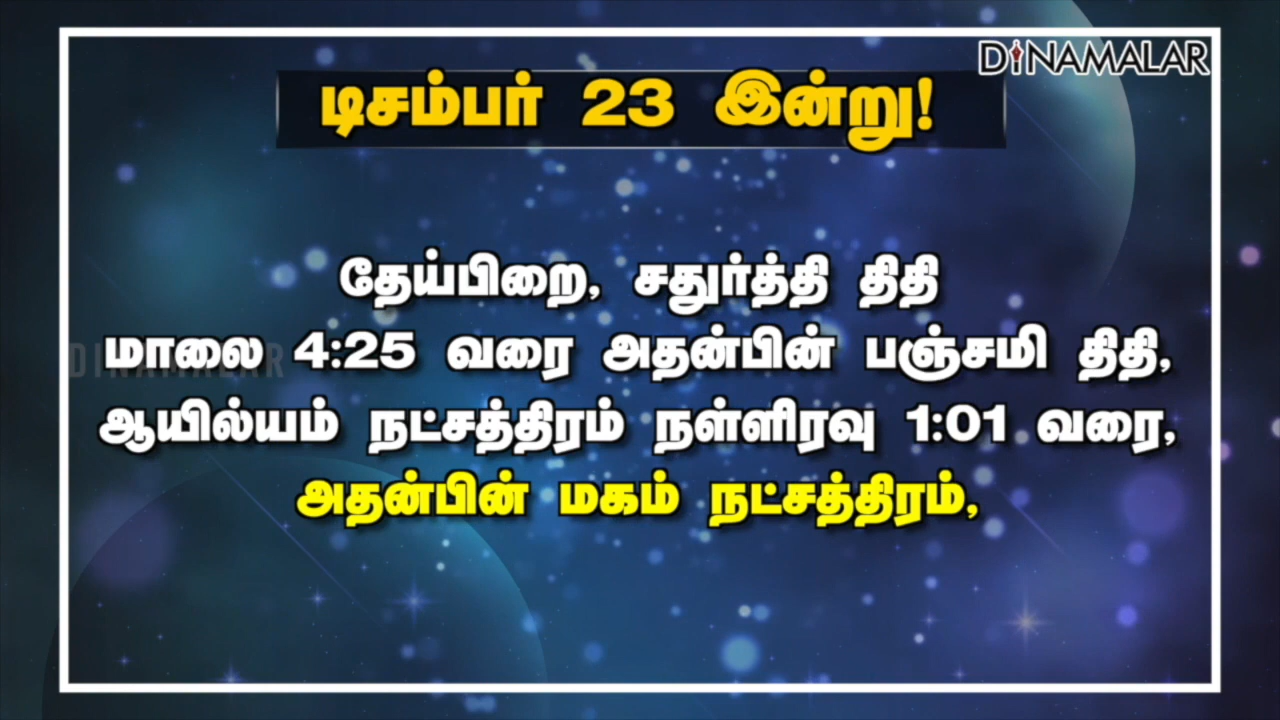 DINAMALAR
டிசம்பர் 23 இன்று!
தேய்பிறை, சதுர்த்தி திதி
மாலை 4:25 வரை அதன்பின் பஞ்சமி திதி,
ஆயில்யம் நட்சத்திரம் நள்ளிரவு 1:01 வரை,
அதன்பின் மகம் நட்சத்திரம்,
DINAMALAR